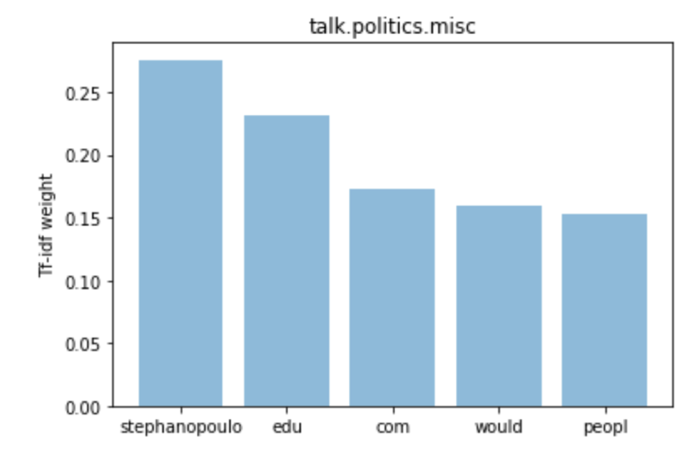 talk.politics.misc
Tf-idf weight
0.25
0.20
0.15
0.10
0.05
0.00
stephanopoulo edu com would peopl